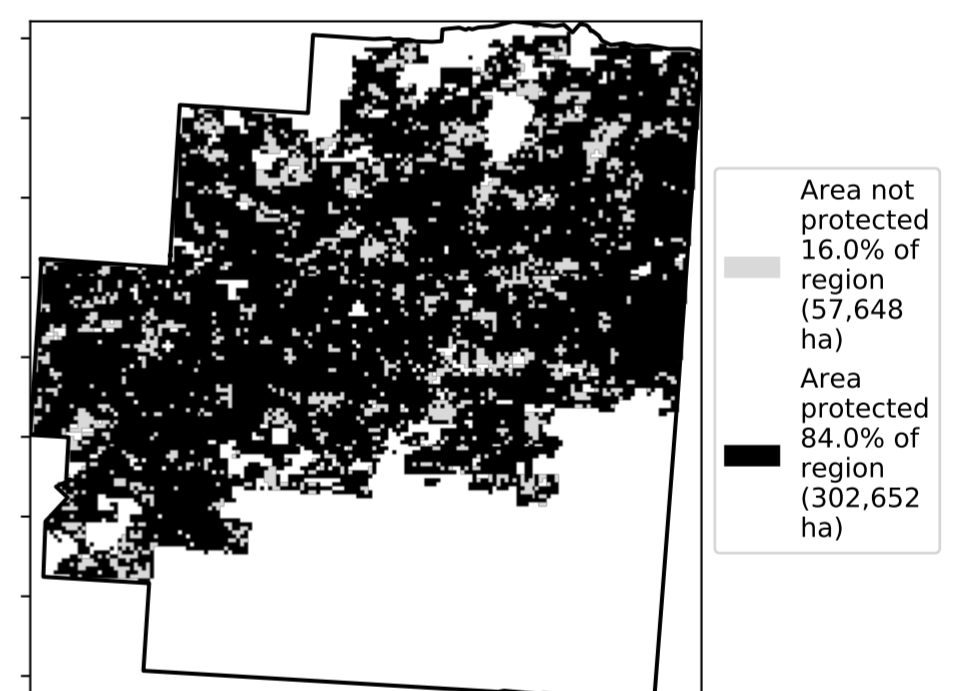 Area not
protected
16.0% of
region
(57,648
ha)
Area
protected
84.0% of
region
(302,652
ha)